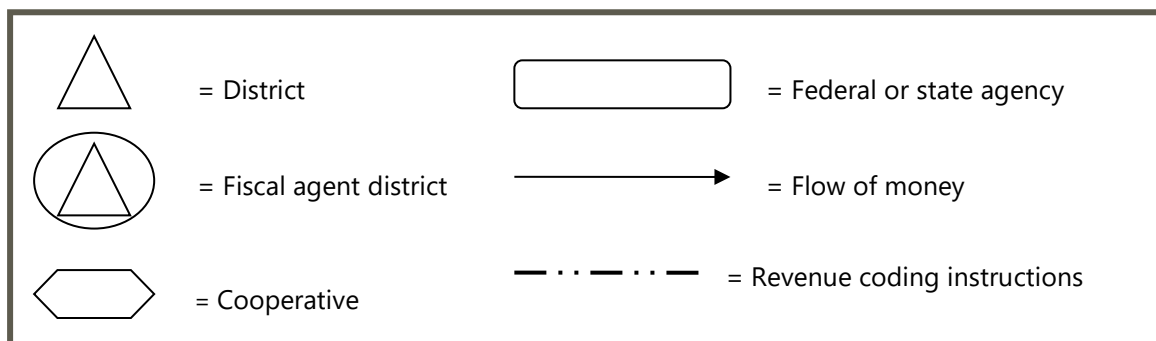 = District
= Federal or state agency
= Fiscal agent district
= Flow of money
= Cooperative
= Revenue coding instructions